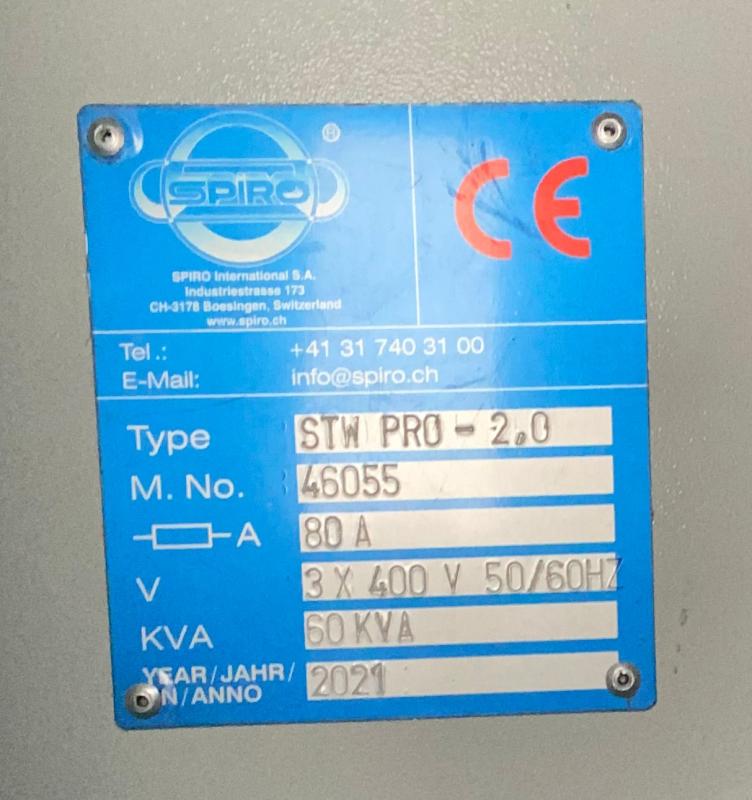 SPIRO ®
CE
SPIRO International S.A.
Industriestrasse 173
CH-3178 Boesingen, Switzerland
www.spiro.ch
Tel.: +41 31 740 31 00
E-Mail: info@spiro.ch
Type STW PRO - 2.0
M. No. 46055
A 80 A
V 3 X 400 V 50/60HZ
KVA 60 KVA
YEAR/JAHR/ 2021
/ANNO